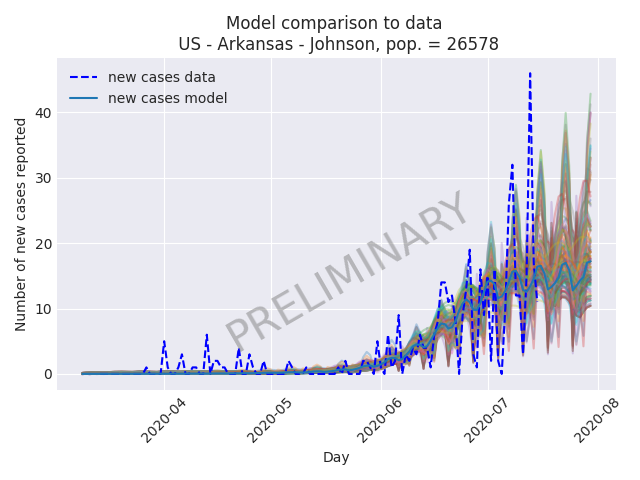 Model comparison to data
US - Arkansas - Johnson, pop. = 26578
new cases data
new cases model
Number of new cases reported
40
30
20
10
0
PRELIMINARY
2020-04
2020-05
2020-06
2020-07
2020-08
Day